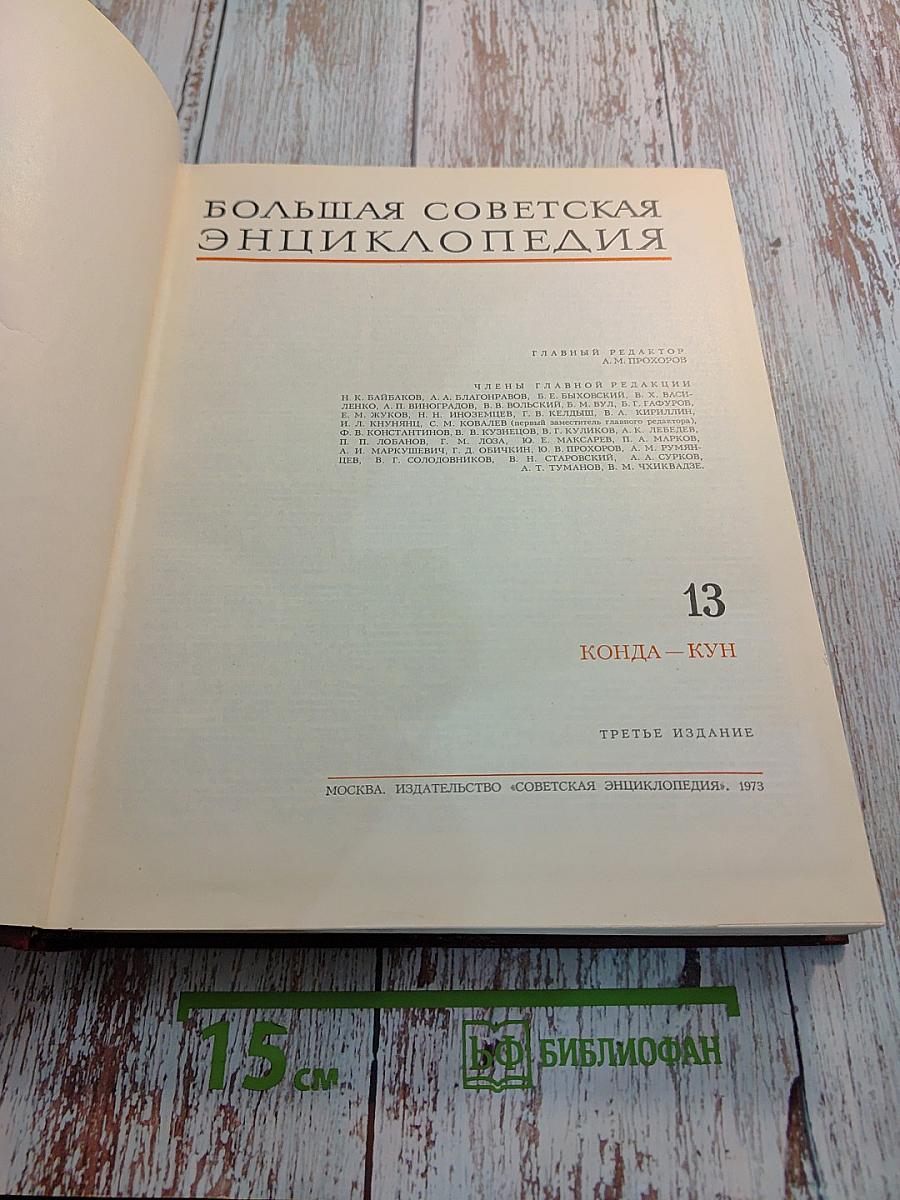 БОЛЬШАЯ СОВЕТСКАЯ
ЭНЦИКЛОПЕДИЯ
ГЛАВНЫЙ РЕДАКТОР
А. М. ПРОХОРОВ
ЧЛЕНЫ ГЛАВНОЙ РЕДАКЦИИ
Н. К. БАЙБАКОВ, А. А. БЛАГОНРАВОВ, Б. Е. БЫХОВСКИЙ, В. Х. ВАСИ-
ЛЕНКО, А. П. ВИНОГРАДОВ, В. В. ВОЛЬСКИЙ, Б. М. ВУЛ, Б. Г. ГАФУРОВ,
Е. М. ЖУКОВ, Н. Н. ИНОЗЕМЦЕВ, Г. В. КЕЛДЫШ, В. А. КИРИЛЛИН,
И. Л. КНУНЯНЦ, С. М. КОВАЛЕВ (первый заместитель главного редактора),
Ф. В. КОНСТАНТИНОВ, В. В. КУЗНЕЦОВ, В. Г. КУЛИКОВ, А. К. ЛЕБЕДЕВ,
П. П. ЛОБАНОВ, Г. М. ЛОЗА, Ю. Е. МАКСАРЕВ, П. А. МАРКОВ,
А. И. МАРКУШЕВИЧ, Г. Д. ОБИЧКИН, Ю. В. ПРОХОРОВ, А. М. РУМЯН-
ЦЕВ, В. Г. СОЛОДОВНИКОВ, В. Н. СТАРОВСКИЙ, А. А. СУРКОВ,
А. Т. ТУМАНОВ, В. М. ЧХИКВАДЗЕ.
13
КОНДА — КУН
ТРЕТЬЕ ИЗДАНИЕ
МОСКВА. ИЗДАТЕЛЬСТВО «СОВЕТСКАЯ ЭНЦИКЛОПЕДИЯ». 1973
15 см БФ БИБЛИОФАН